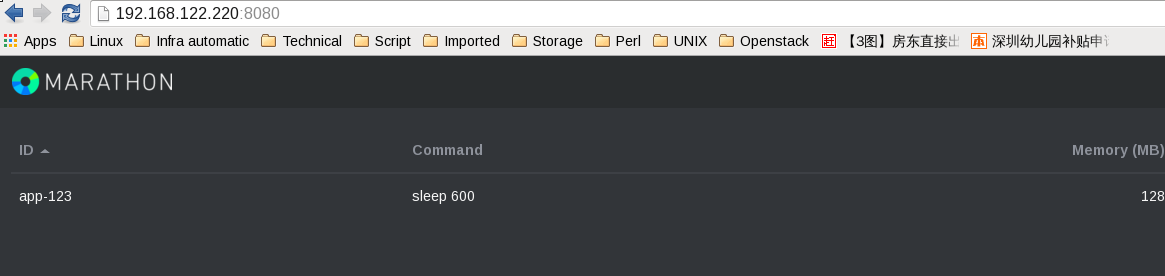 192.168.122.220:8080
Apps Linux Infra automatic Technical Script Imported Storage Perl UNIX Openstack 【3图】房东直接出 深圳幼儿园补贴申
MARATHON
ID Command Memory (MB)
app-123 sleep 600 128